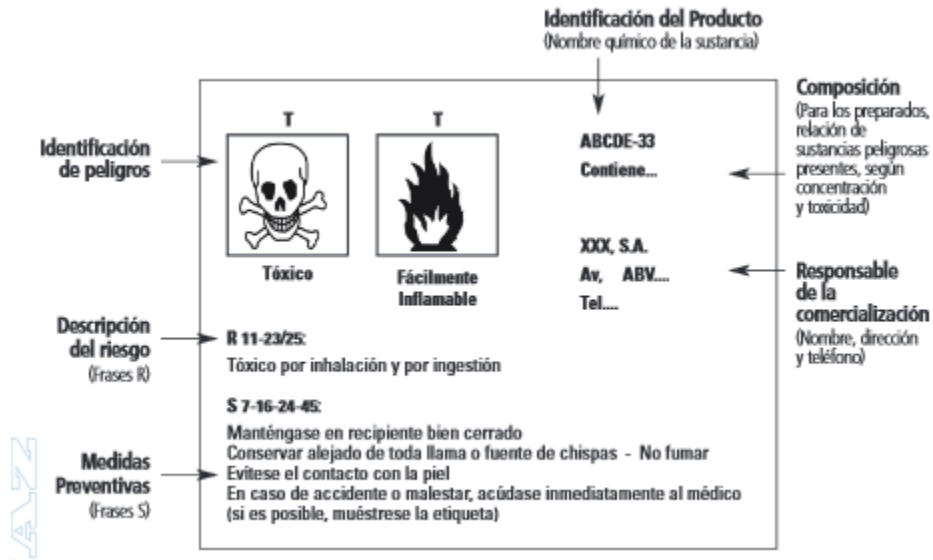 Identificación del Producto
(Nombre químico de la sustancia)
Identificación
de peligros
T
Tóxico
T
Fácilmente
Inflamable
ABCDE-33
Contiene...
Composición
(Para los preparados,
relación de
sustancias peligrosas
presentes, según
concentración
y toxicidad)
XXX, S.A.
Av, ABV....
Tel....
Responsable
de la
comercialización
(Nombre, dirección
y teléfono)
Descripción
del riesgo
(Frases R)
R 11-23/25:
Tóxico por inhalación y por ingestión
Medidas
Preventivas
(Frases S)
S 7-16-24-45:
Manténgase en recipiente bien cerrado
Conservar alejado de toda llama o fuente de chispas - No fumar
Evítese el contacto con la piel
En caso de accidente o malestar, acúdase inmediatamente al médico
(si es posible, muéstrese la etiqueta)
AZZ